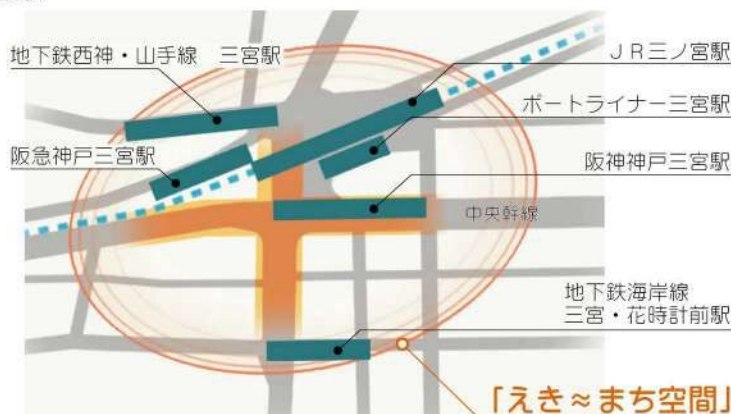 地下鉄西神・山手線　三宮駅
ＪＲ三ノ宮駅
ポートライナー三宮駅
阪急神戸三宮駅
阪神神戸三宮駅
中央幹線
地下鉄海岸線
三宮・花時計前駅
「えき≈まち空間」